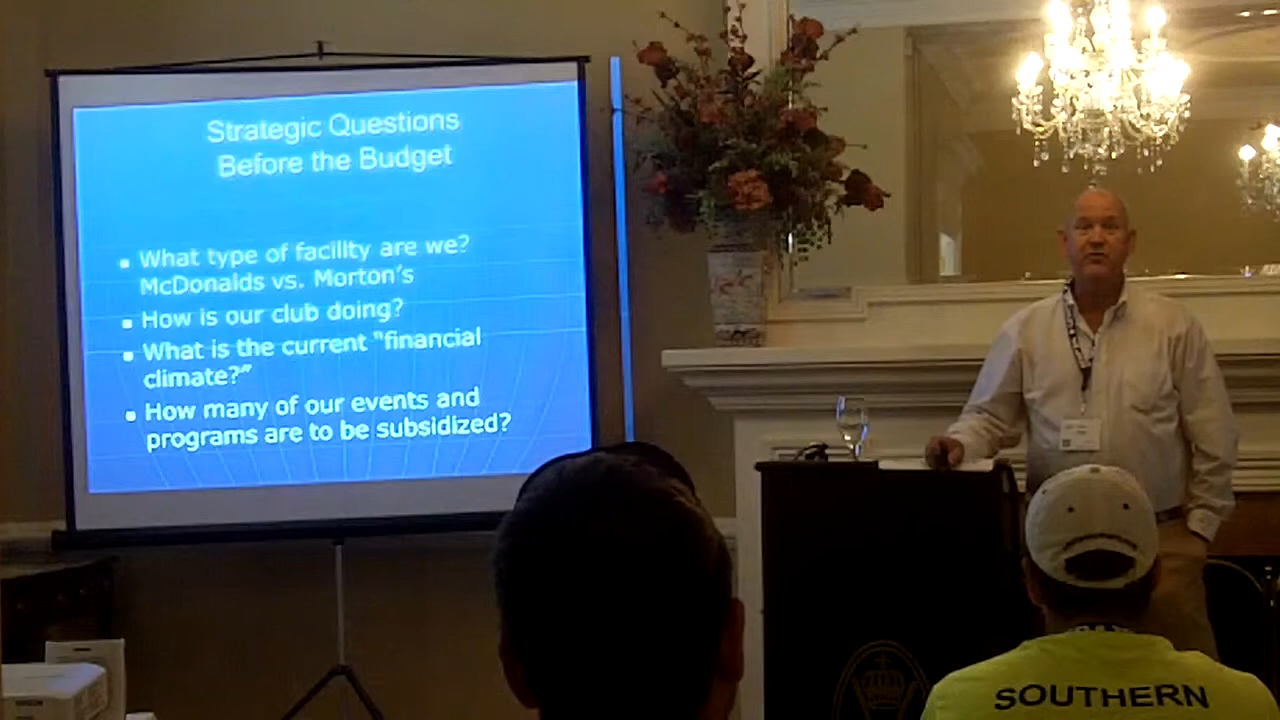 Strategic Questions
Before the Budget
What type of facility are we?
McDonalds vs. Morton's
How is our club doing?
What is the current "financial
climate?"
How many of our events and
programs are to be subsidized?
SOUTHERN